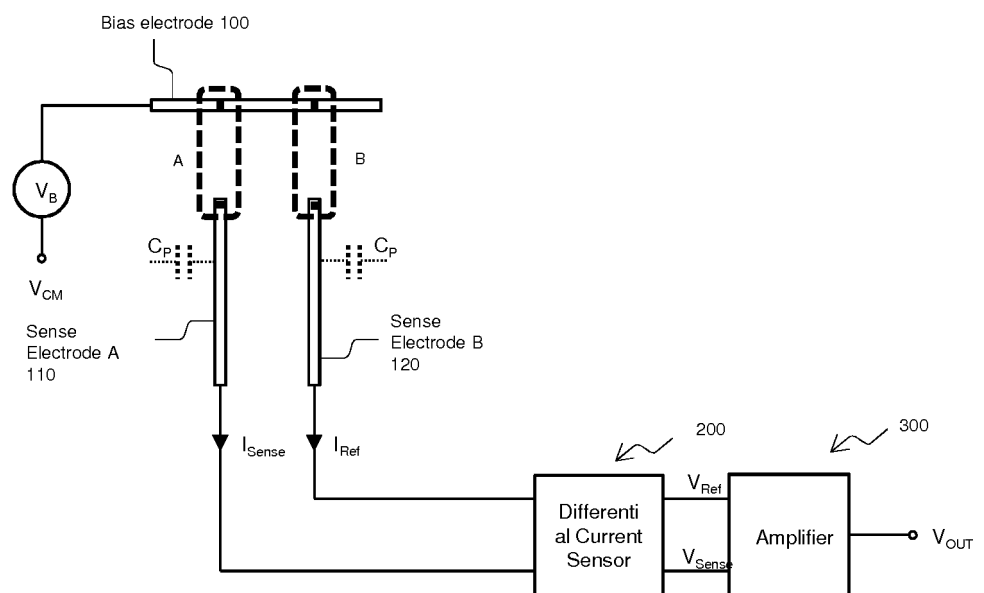 Bias electrode 100
A
B
V_B
C_P
C_P
V_CM
Sense
Electrode A
110
Sense
Electrode B
120
I_Sense
I_Ref
200
300
V_Ref
Differenti
al Current
Sensor
Amplifier
V_OUT
V_Sense